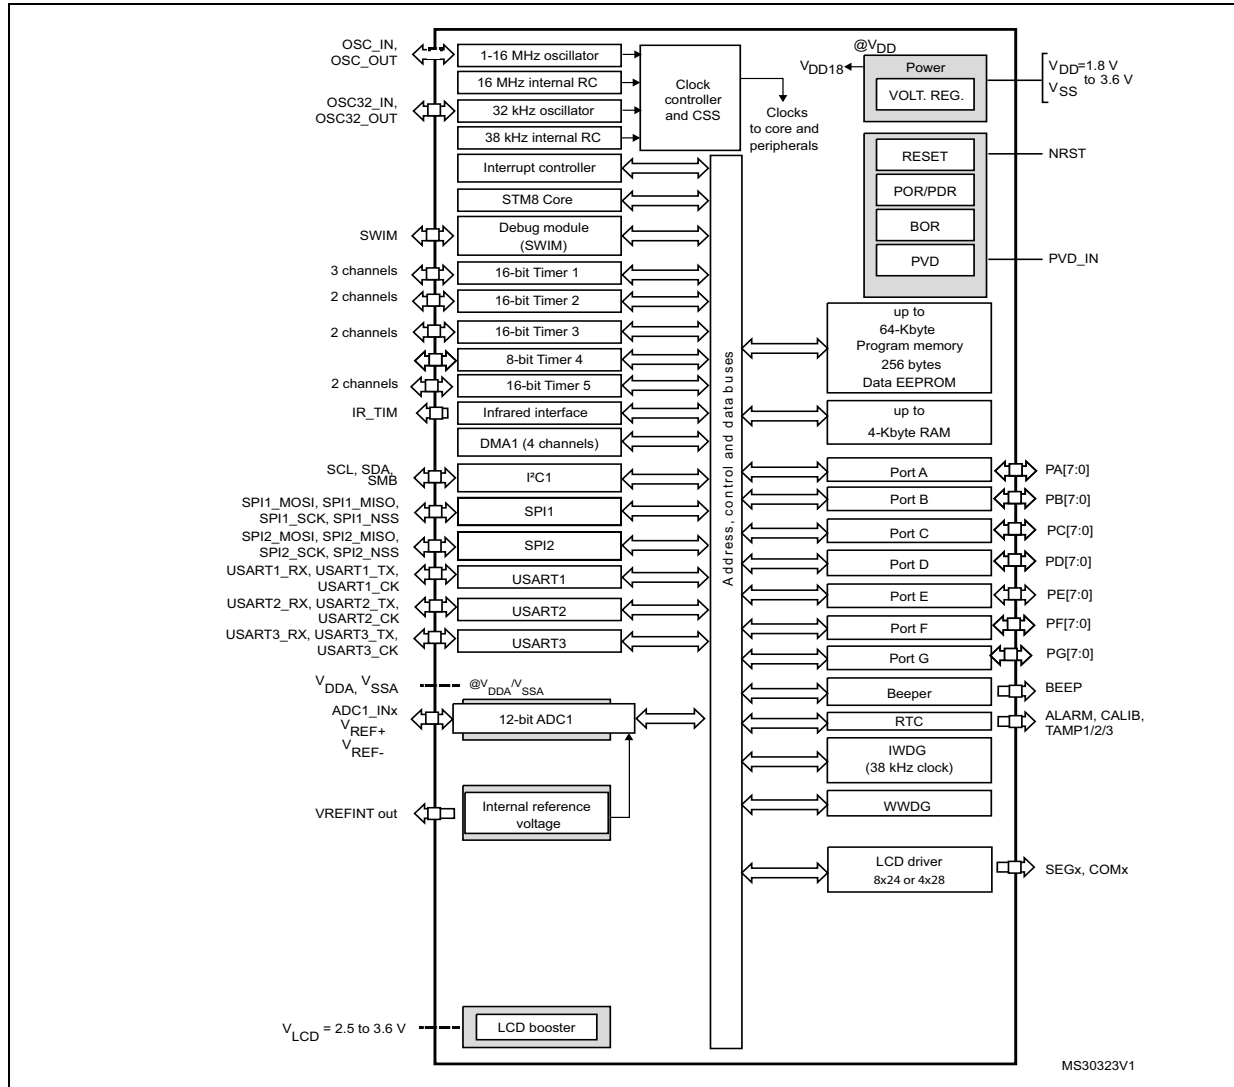 OSC_IN,
OSC_OUT
1-16 MHz oscillator
16 MHz internal RC
OSC32_IN,
OSC32_OUT
32 kHz oscillator
38 kHz internal RC
Clock
controller
and CSS
Clocks
to core and
peripherals
@VDD
VDD18
Power
VOLT. REG.
VDD=1.8 V
to 3.6 V
VSS
RESET
NRST
POR/PDR
BOR
PVD
PVD_IN
Interrupt controller
STM8 Core
SWIM
Debug module
(SWIM)
3 channels
16-bit Timer 1
2 channels
16-bit Timer 2
2 channels
16-bit Timer 3
8-bit Timer 4
2 channels
16-bit Timer 5
IR_TIM
Infrared interface
DMA1 (4 channels)
SCL, SDA,
SMB
I²C1
SPI1_MOSI, SPI1_MISO,
SPI1_SCK, SPI1_NSS
SPI1
SPI2_MOSI, SPI2_MISO,
SPI2_SCK, SPI2_NSS
SPI2
USART1_RX, USART1_TX,
USART1_CK
USART1
USART2_RX, USART2_TX,
USART2_CK
USART2
USART3_RX, USART3_TX,
USART3_CK
USART3
VDDA, VSSA
@VDDA/VSSA
ADC1_INx
VREF+
VREF-
12-bit ADC1
VREFINT out
Internal reference
voltage
VLCD = 2.5 to 3.6 V
LCD booster
Address, control and data buses
up to
64-Kbyte
Program memory
256 bytes
Data EEPROM
up to
4-Kbyte RAM
Port A
PA[7:0]
Port B
PB[7:0]
Port C
PC[7:0]
Port D
PD[7:0]
Port E
PE[7:0]
Port F
PF[7:0]
Port G
PG[7:0]
Beeper
BEEP
RTC
ALARM, CALIB,
TAMP1/2/3
IWDG
(38 kHz clock)
WWDG
LCD driver
8x24 or 4x28
SEGx, COMx
MS30323V1